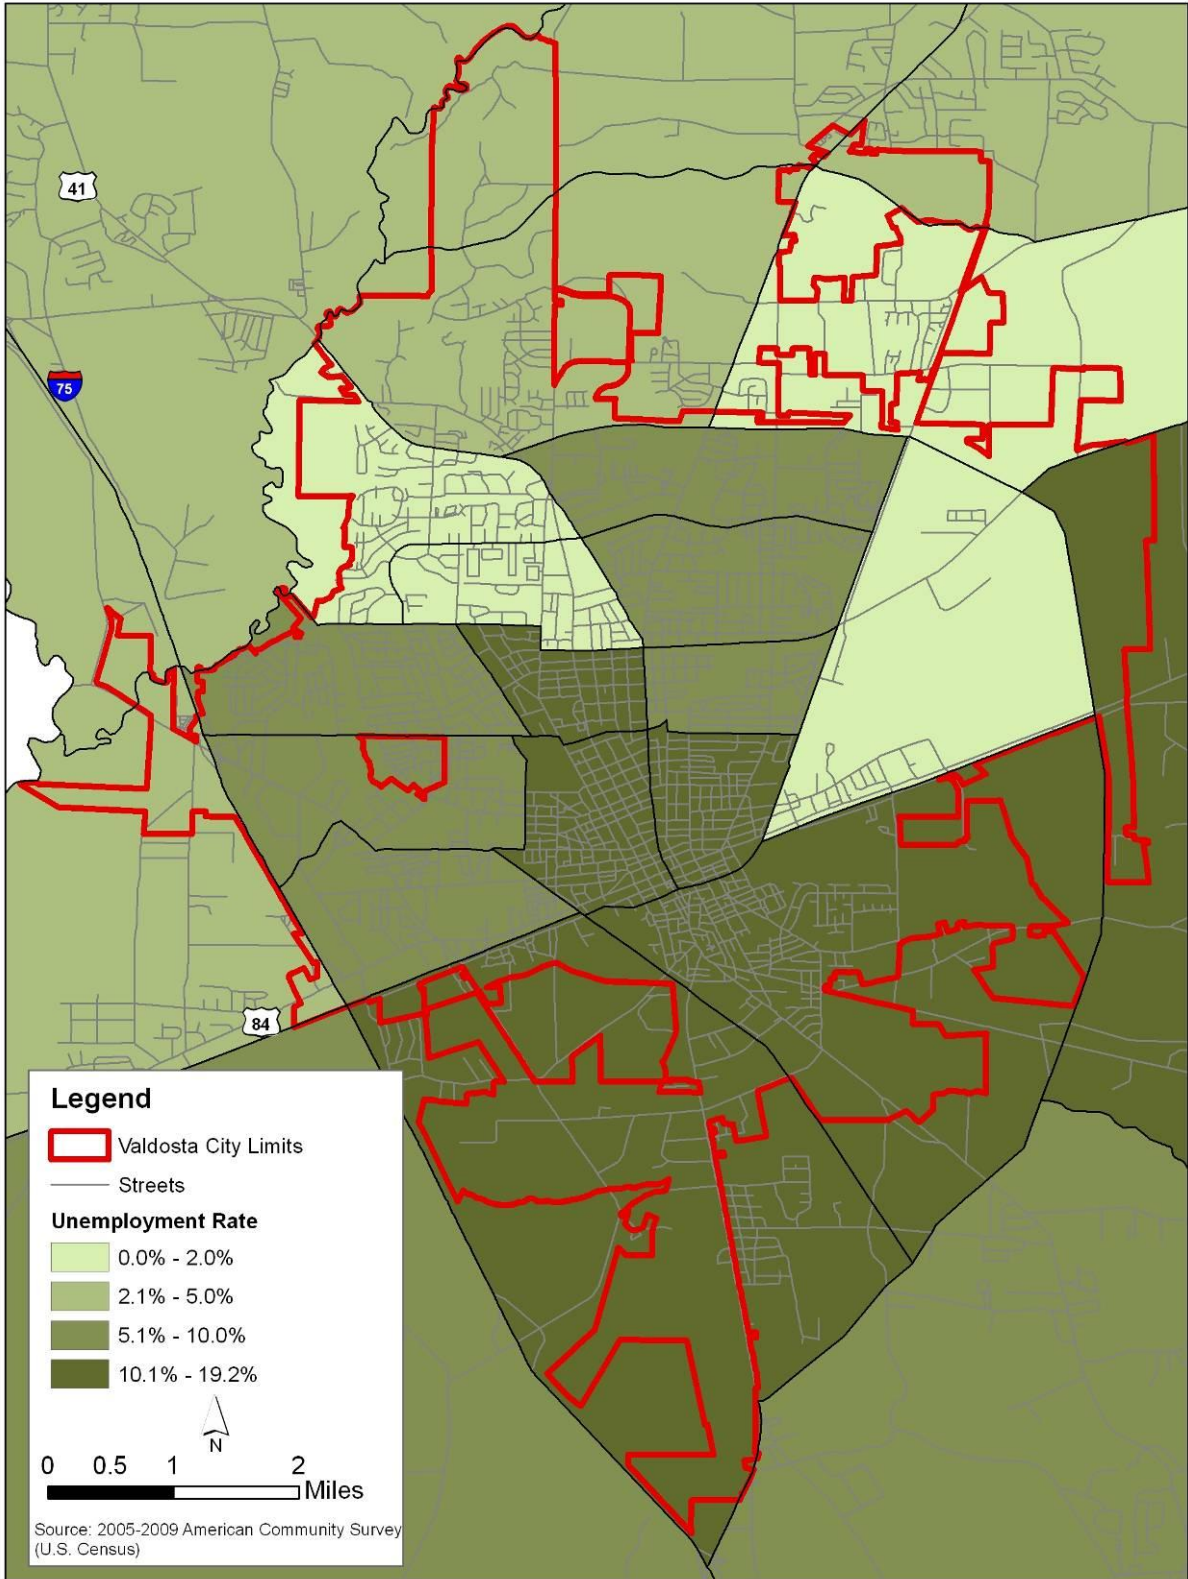 41
75
84
Legend
Valdosta City Limits
Streets
Unemployment Rate
0.0% - 2.0%
2.1% - 5.0%
5.1% - 10.0%
10.1% - 19.2%
N
0 0.5 1 2
Miles
Source: 2005-2009 American Community Survey
(U.S. Census)